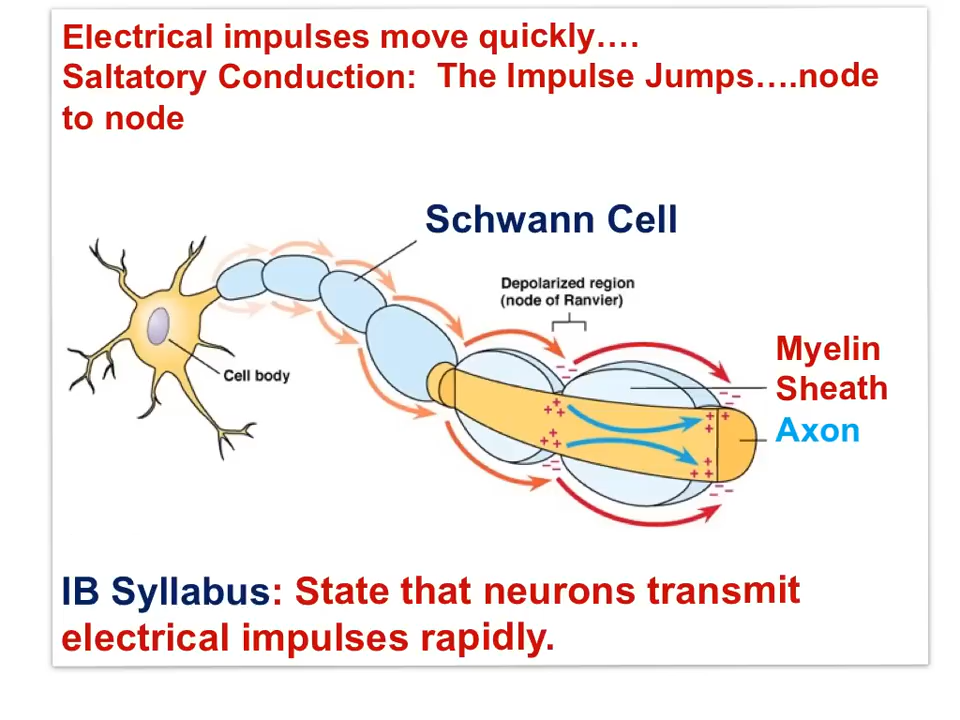 Electrical impulses move quickly….
Saltatory Conduction:  The Impulse Jumps….node
to node
Schwann Cell
Depolarized region
(node of Ranvier)
Cell body
Myelin
Sheath
Axon
IB Syllabus: State that neurons transmit
electrical impulses rapidly.